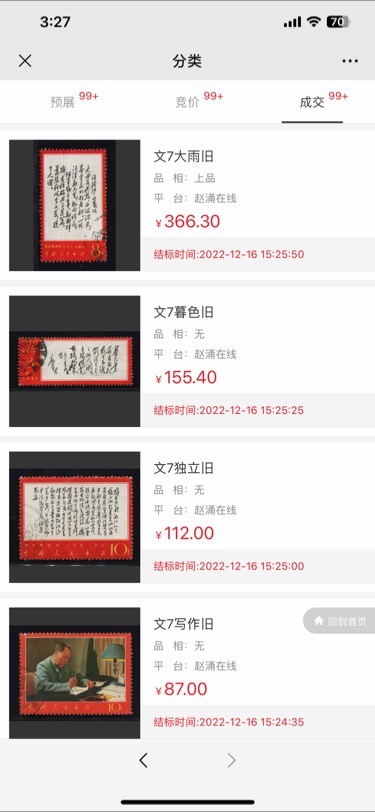 3:27
70
分类
预展
99+
竞价
99+
成交
99+
文7大雨旧
品 相：上品
平 台：赵涌在线
¥366.30
结标时间:2022-12-16 15:25:50
8
文7暮色旧
品 相：无
平 台：赵涌在线
¥155.40
结标时间:2022-12-16 15:25:25
文7独立旧
品 相：无
平 台：赵涌在线
¥112.00
结标时间:2022-12-16 15:25:00
10
文7写作旧
品 相：无
平 台：赵涌在线
¥87.00
结标时间:2022-12-16 15:24:35
10
回到首页